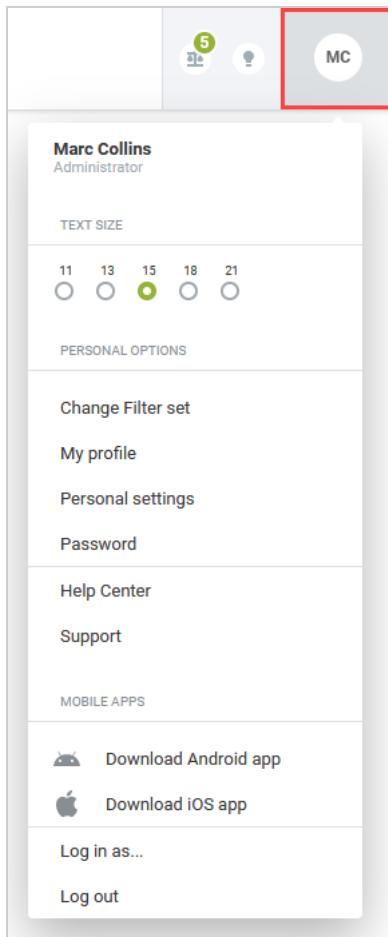 5
MC
Marc Collins
Administrator
TEXT SIZE
11 13 15 18 21
PERSONAL OPTIONS
Change Filter set
My profile
Personal settings
Password
Help Center
Support
MOBILE APPS
Download Android app
Download iOS app
Log in as...
Log out